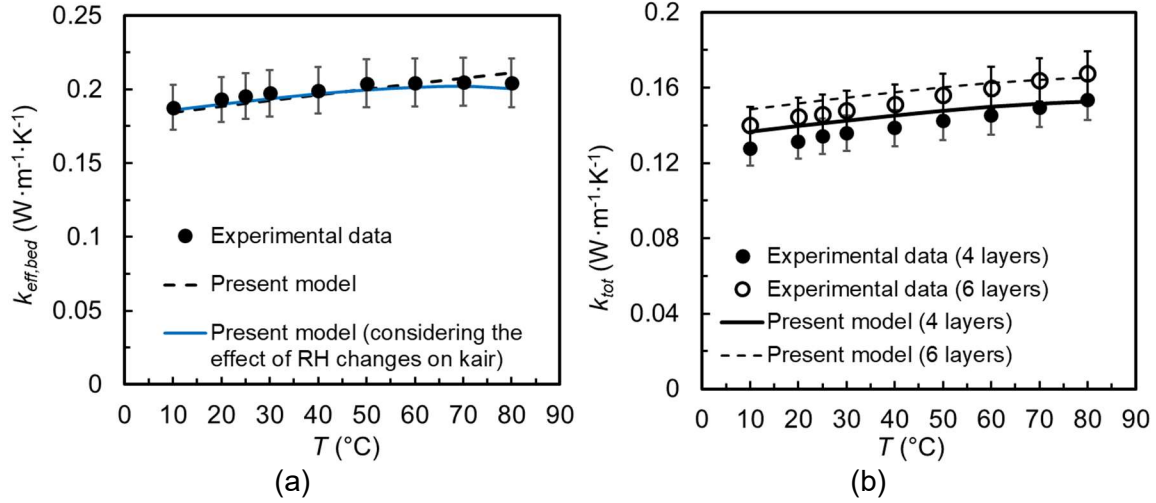 0.25
0.2
0.15
0.1
0.05
0
k_eff,bed (W·m⁻¹·K⁻¹)
Experimental data
Present model
Present model (considering the
effect of RH changes on kair)
0 10 20 30 40 50 60 70 80 90
T (°C)
(a)
0.2
0.16
0.12
0.08
0.04
0
k_tot (W·m⁻¹·K⁻¹)
Experimental data (4 layers)
Experimental data (6 layers)
Present model (4 layers)
Present model (6 layers)
0 10 20 30 40 50 60 70 80 90
T (°C)
(b)